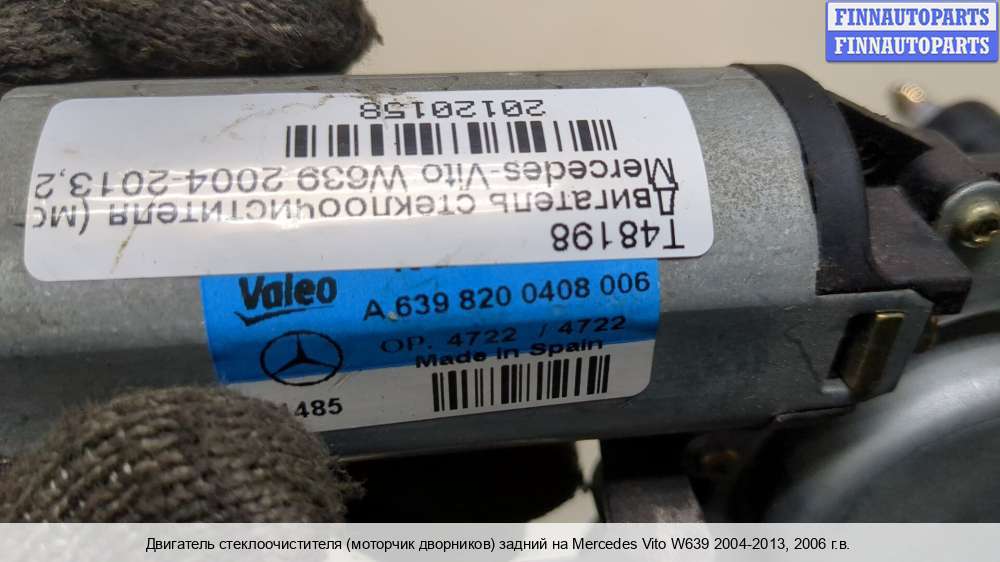 FINNAUTOPARTS
FINNAUTOPARTS
T48198
Двигатель стеклоочистителя (мо
Mercedes-Vito W639 2004-2013,2
20120158
Valeo
A 639 820 0408 006
OP. 4722 / 4722
Made in Spain
485
Двигатель стеклоочистителя (моторчик дворников) задний на Mercedes Vito W639 2004-2013, 2006 г.в.